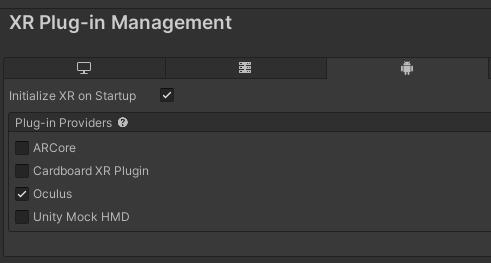 XR Plug-in Management
Initialize XR on Startup
Plug-in Providers ?
ARCore
Cardboard XR Plugin
Oculus
Unity Mock HMD